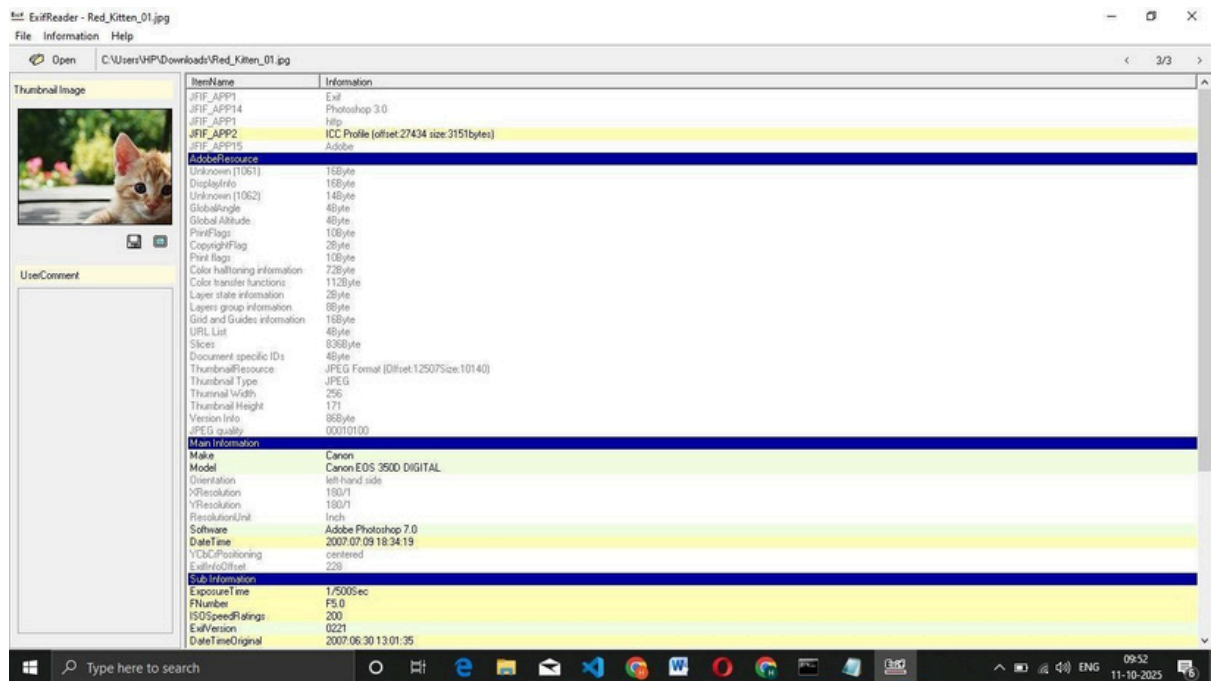 ExifReader - Red_Kitten_01.jpg
File Information Help
Open C:\Users\HP\Downloads\Red_Kitten_01.jpg 3/3
Thumbnail Image
UserComment
ItemName Information
JFIF_APP1 Exif
JFIF_APP14 Photoshop 3.0
JFIF_APP1 http
JFIF_APP2 ICC Profile (offset:27434 size:3151bytes)
JFIF_APP15 Adobe
AdobeResource
Unknown (1061) 16Byte
DisplayInfo 16Byte
Unknown (1062) 14Byte
GlobalAngle 4Byte
Global Altitude 4Byte
PrintFlags 10Byte
CopyrightFlag 2Byte
Print flags 10Byte
Color halftoning information 72Byte
Color transfer functions 112Byte
Layer state information 2Byte
Layers group information 8Byte
Grid and Guides information 16Byte
URL List 4Byte
Slices 836Byte
Document specific IDs 4Byte
ThumbnailResource JPEG Format (Offset:12507Size:10140)
Thumbnail Type JPEG
Thumnail Width 256
Thumbnail Height 171
Version Info 86Byte
JPEG quality 00010100
Main Information
Make Canon
Model Canon EOS 350D DIGITAL
Orientation left-hand side
XResolution 180/1
YResolution 180/1
ResolutionUnit Inch
Software Adobe Photoshop 7.0
DateTime 2007:07:09 18:34:19
YCbCrPositioning centered
ExifInfoOffset 228
Sub Information
ExposureTime 1/500Sec
FNumber F5.0
ISOSpeedRatings 200
ExifVersion 0221
DateTimeOriginal 2007:06:30 13:01:35
Type here to search
ENG
09:52
11-10-2025
6